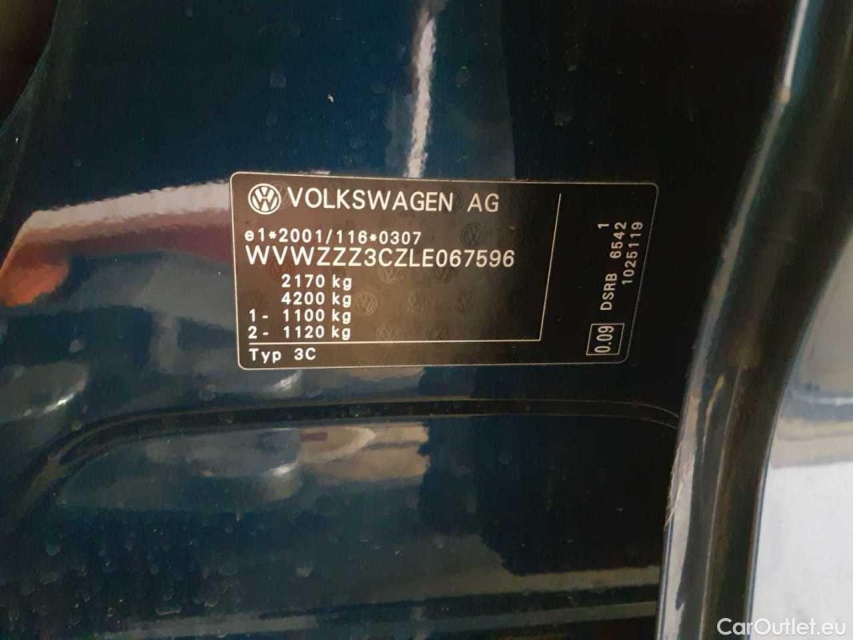 VOLKSWAGEN AG
e1*2001/116*0307
WVWZZZ3CZLE067596
2170 kg
4200 kg
1- 1100 kg
2- 1120 kg
Typ 3C
1
DSRB 6542
1025119
0.09
CarOutlet.eu